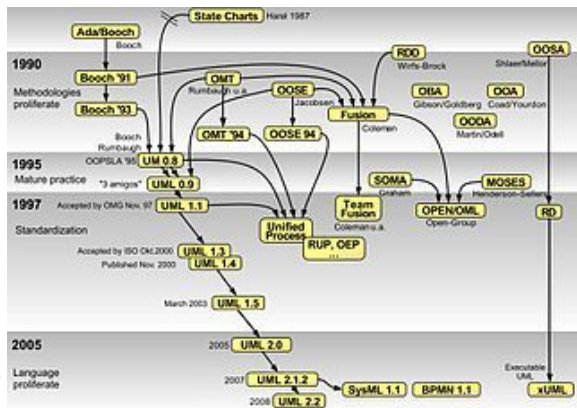 State Charts Harel 1987
Ada/Booch
Booch
RDD
Wirfs-Brock
OOSA
Shlaer/Mellor
1990
Methodologies
proliferate
Booch '91
OMT
Rumbaugh u.a.
OOSE
Jacobsen
OBA
Gibson/Goldberg
OOA
Coad/Yourdon
Booch '93
Fusion
Coleman
OODA
Martin/Odell
OMT '94
OOSE 94
Booch
Rumbaugh
1995
Mature practice
OOPSLA '95 UM 0.8
"3 amigos" UML 0.9
SOMA
Graham
MOSES
Henderson-Sellers
1997
Accepted by OMG Nov. 97 UML 1.1
Team
Fusion
Coleman u.a.
OPEN/OML
Open-Group
RD
Standardization
Unified
Process
RUP, OEP
...
Accepted by ISO Okt.2000 UML 1.3
Published Nov. 2000 UML 1.4
March 2003 UML 1.5
2005
2005 UML 2.0
Language
proliferate
2007 UML 2.1.2
2008 UML 2.2
SysML 1.1
BPMN 1.1
Executable
UML
xUML